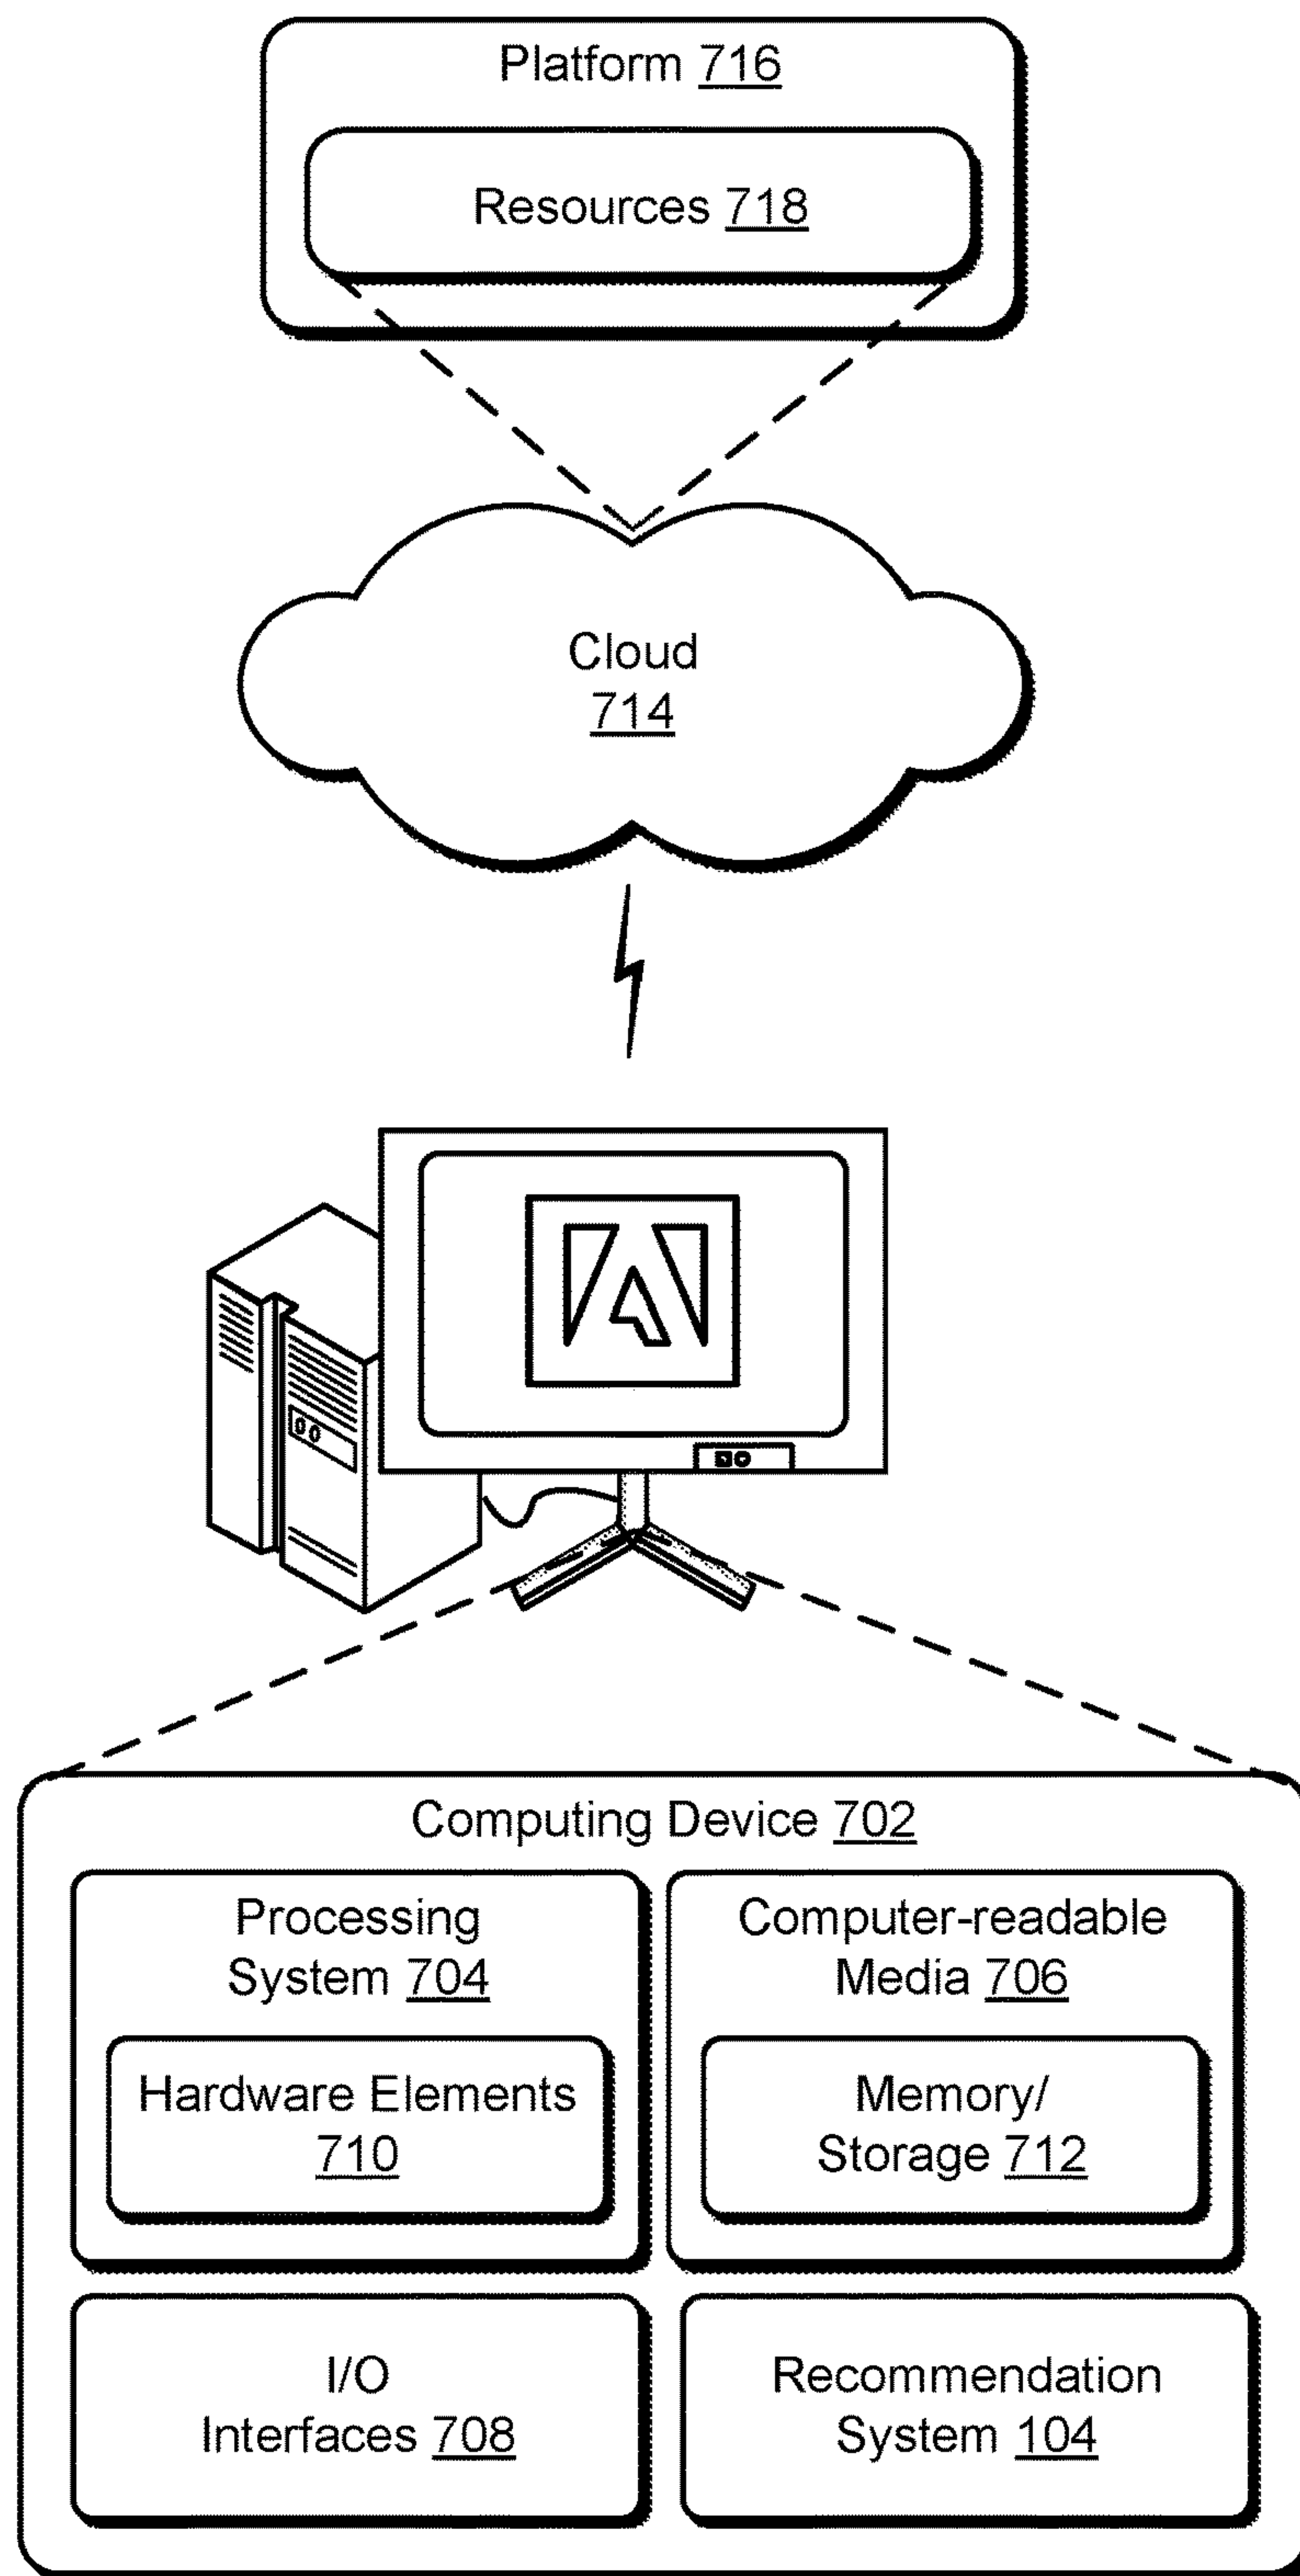 Platform 716
Resources 718
Cloud
714
Computing Device 702
Processing
System 704
Hardware Elements
710
Computer-readable
Media 706
Memory/
Storage 712
I/O
Interfaces 708
Recommendation
System 104